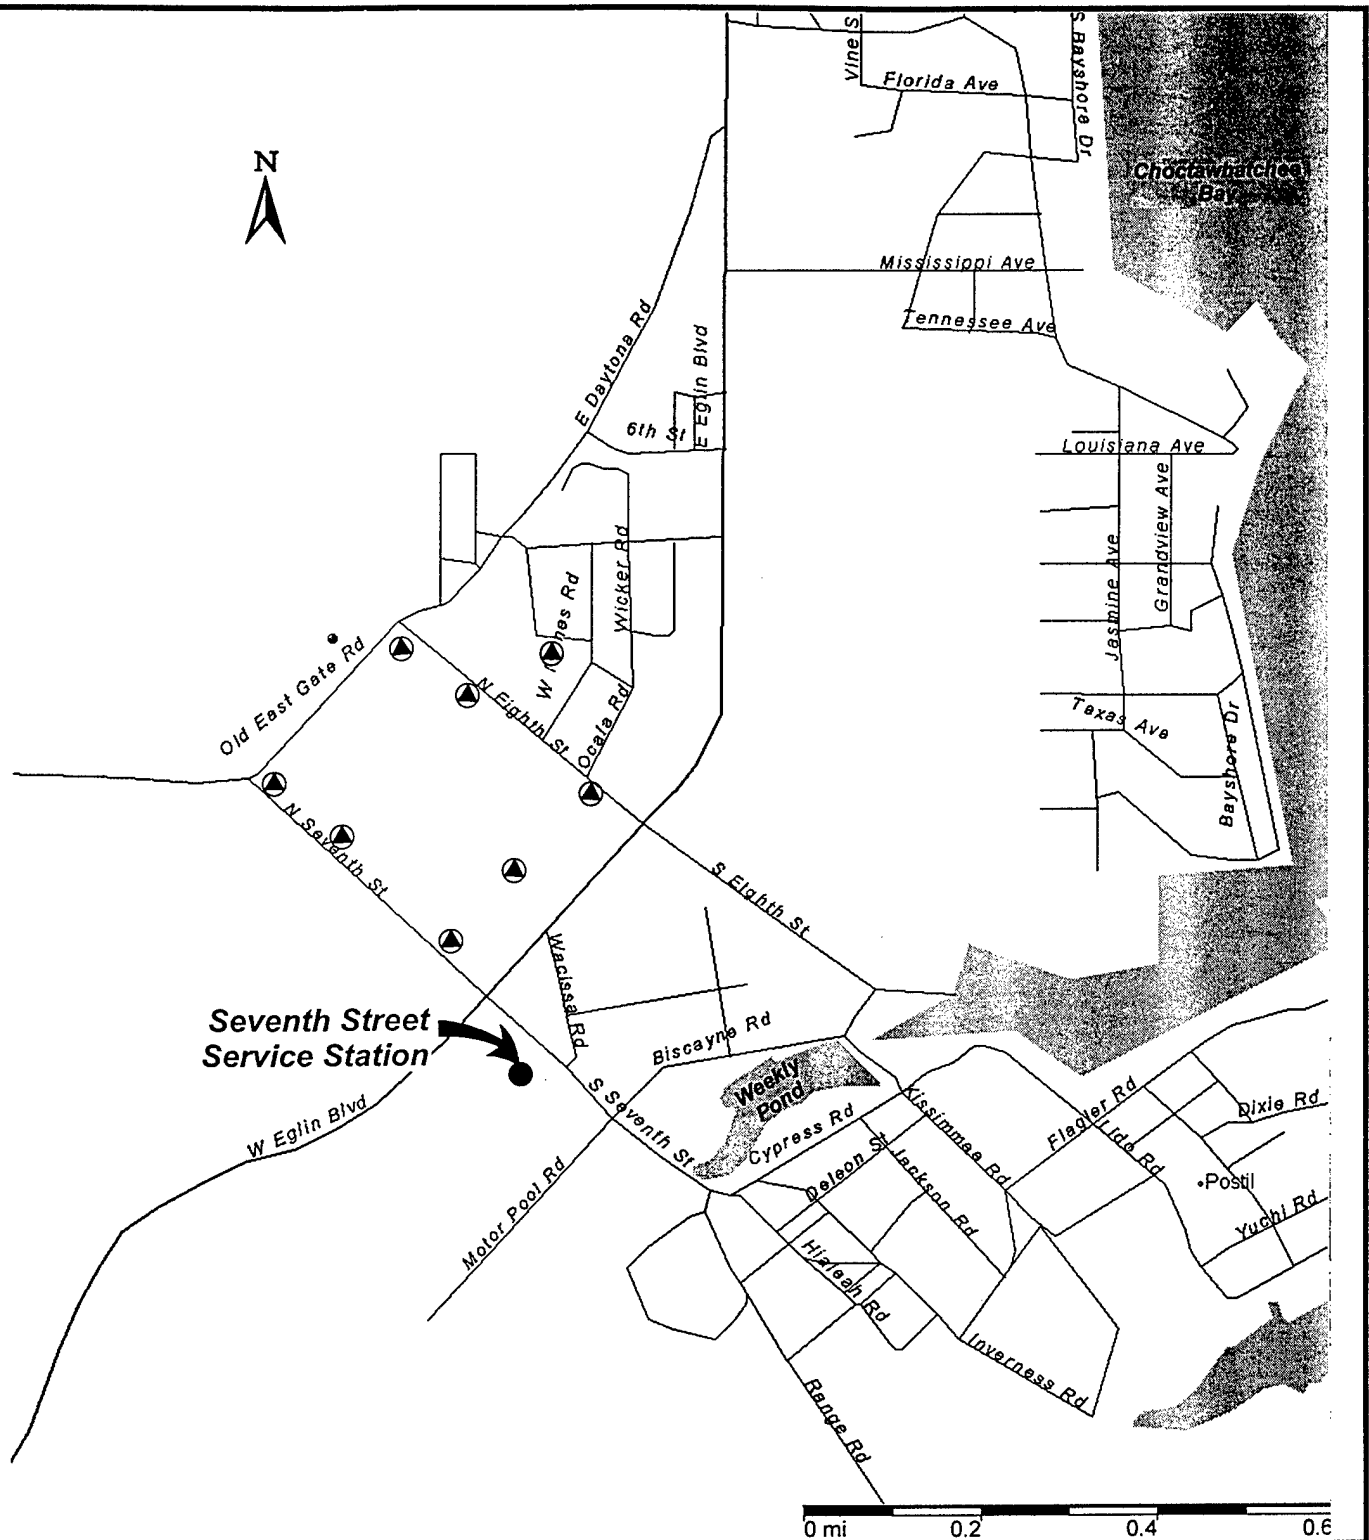 Vine S
S Bayshore Dr
Florida Ave
Choctawhatchee
Bay
N
Mississippi Ave
Tennessee Ave
E Daytona Rd
E Eglin Blvd
6th St
Louisiana Ave
Grandview Ave
Jasmine Ave
Wicker Rd
Old East Gate Rd
N Eighth St
Ocala Rd
Texas Ave
Bayshore Dr
N Seventh St
S Eighth St
Wacissa Rd
Seventh Street
Service Station
Biscayne Rd
Weekly
Pond
S Seventh St
W Eglin Blvd
Motor Pool Rd
Cypress Rd
Kissimmee Rd
Flagler Rd
Lido Rd
Dixie Rd
Deleon St
Jackson Rd
Postil
Yuchi Rd
Hialeah Rd
Inverness Rd
Range Rd
0 mi
0.2
0.4
0.6